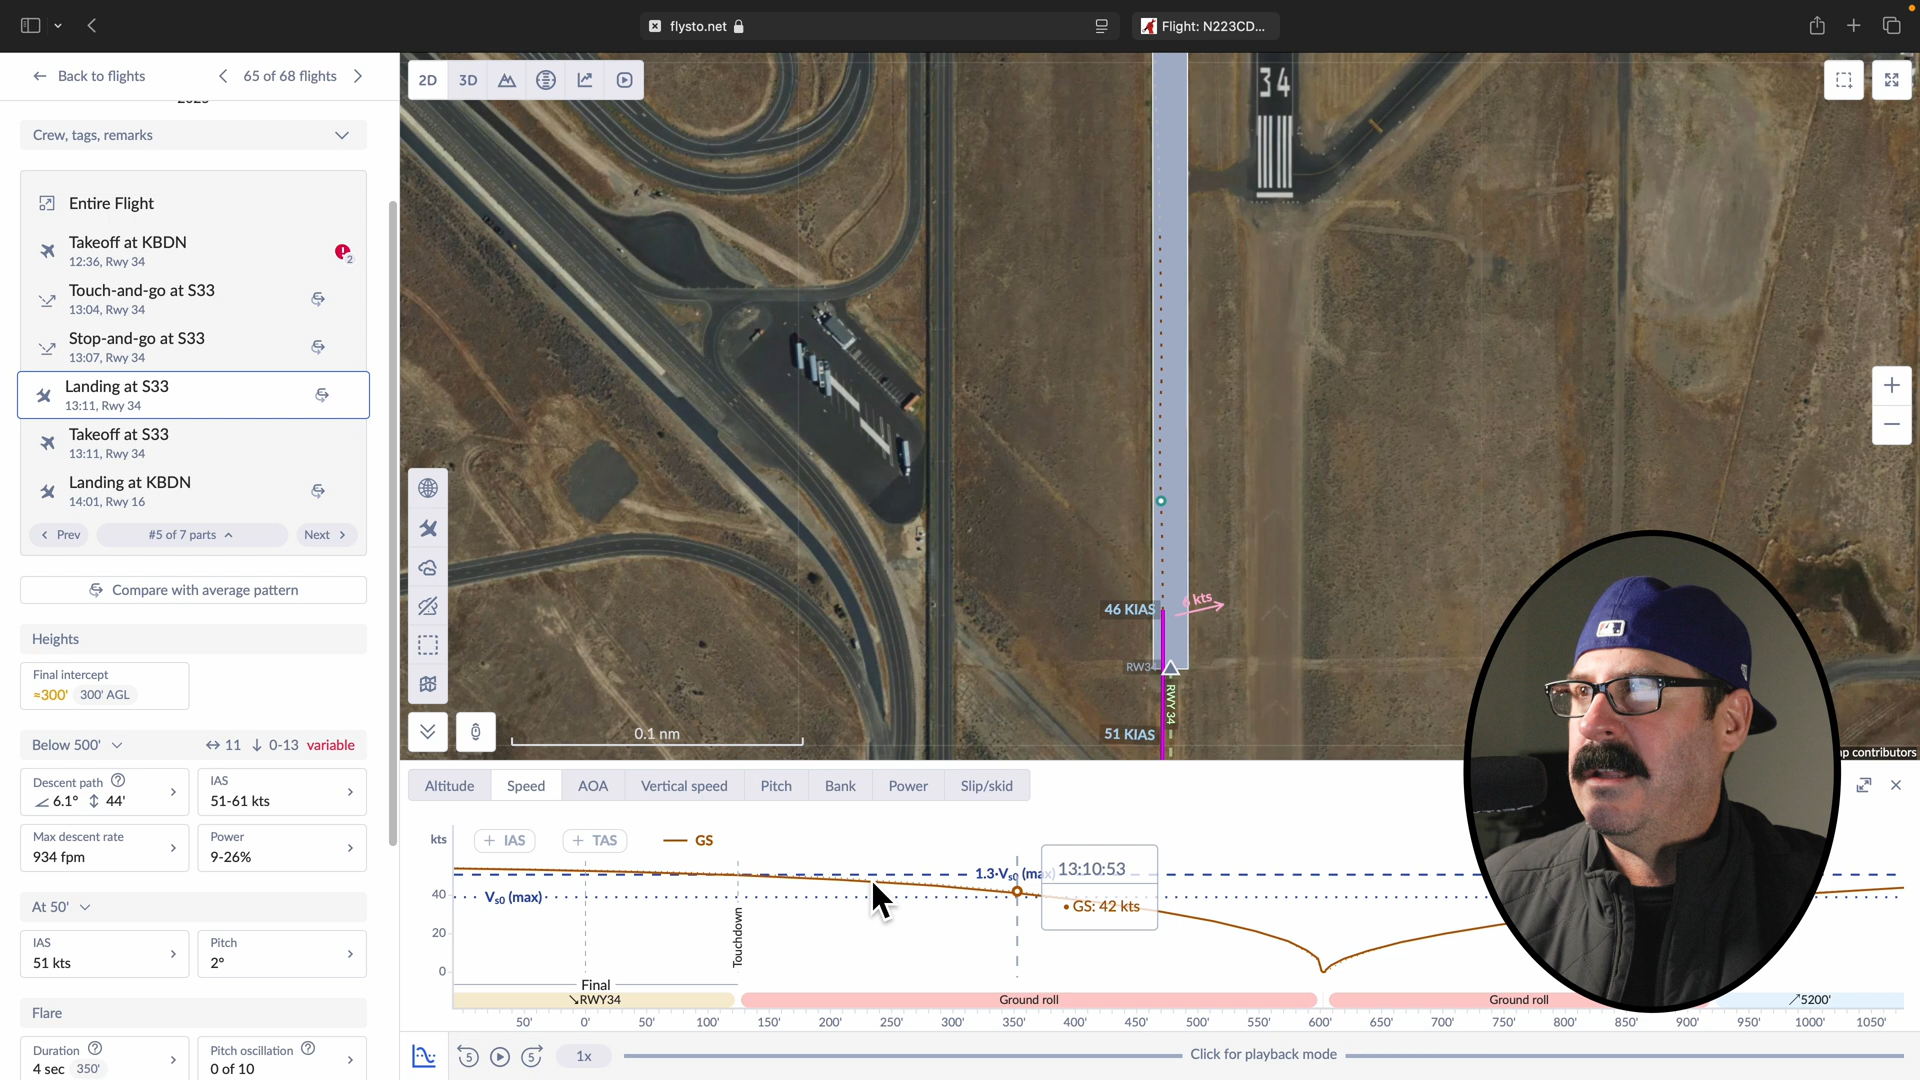 flysto.net
Flight: N223CD...
Back to flights
65 of 68 flights
2D
3D
Crew, tags, remarks
Entire Flight
Takeoff at KBDN
12:36, Rwy 34
2
Touch-and-go at S33
13:04, Rwy 34
Stop-and-go at S33
13:07, Rwy 34
Landing at S33
13:11, Rwy 34
Takeoff at S33
13:11, Rwy 34
Landing at KBDN
14:01, Rwy 16
Prev
#5 of 7 parts
Next
Compare with average pattern
Heights
Final intercept
≈300' 300' AGL
Below 500' ↔ 11 ↓ 0-13 variable
Descent path
6.1° ↕ 44'
IAS
51-61 kts
Max descent rate
934 fpm
Power
9-26%
At 50'
IAS
51 kts
Pitch
2°
Flare
Duration
4 sec 350'
Pitch oscillation
0 of 10
34
46 KIAS
kts
RW34
RWY 34
51 KIAS
0.1 nm
p contributors
Altitude
Speed
AOA
Vertical speed
Pitch
Bank
Power
Slip/skid
kts
+ IAS
+ TAS
GS
1.3·Vs0 (max
13:10:53
• GS: 42 kts
Vs0 (max)
40
20
0
Touchdown
Final
↘RWY34
Ground roll
Ground roll
↗5200'
50' 0' 50' 100' 150' 200' 250' 300' 350' 400' 450' 500' 550' 600' 650' 700' 750' 800' 850' 900' 950' 1000' 1050'
5
5
1x
Click for playback mode